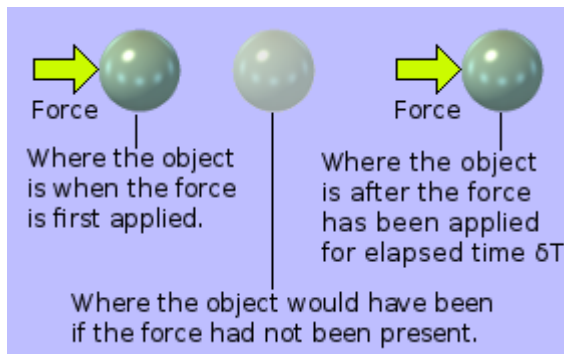 Force
Where the object
is when the force
is first applied.
Force
Where the object
is after the force
has been applied
for elapsed time δT
Where the object would have been
if the force had not been present.